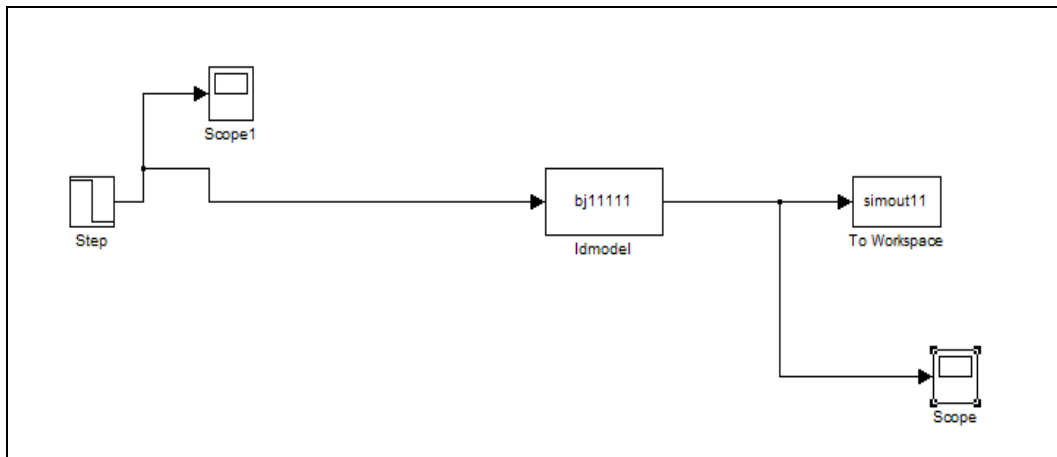 Scope1
Step
bj11111
Idmodel
simout11
To Workspace
Scope